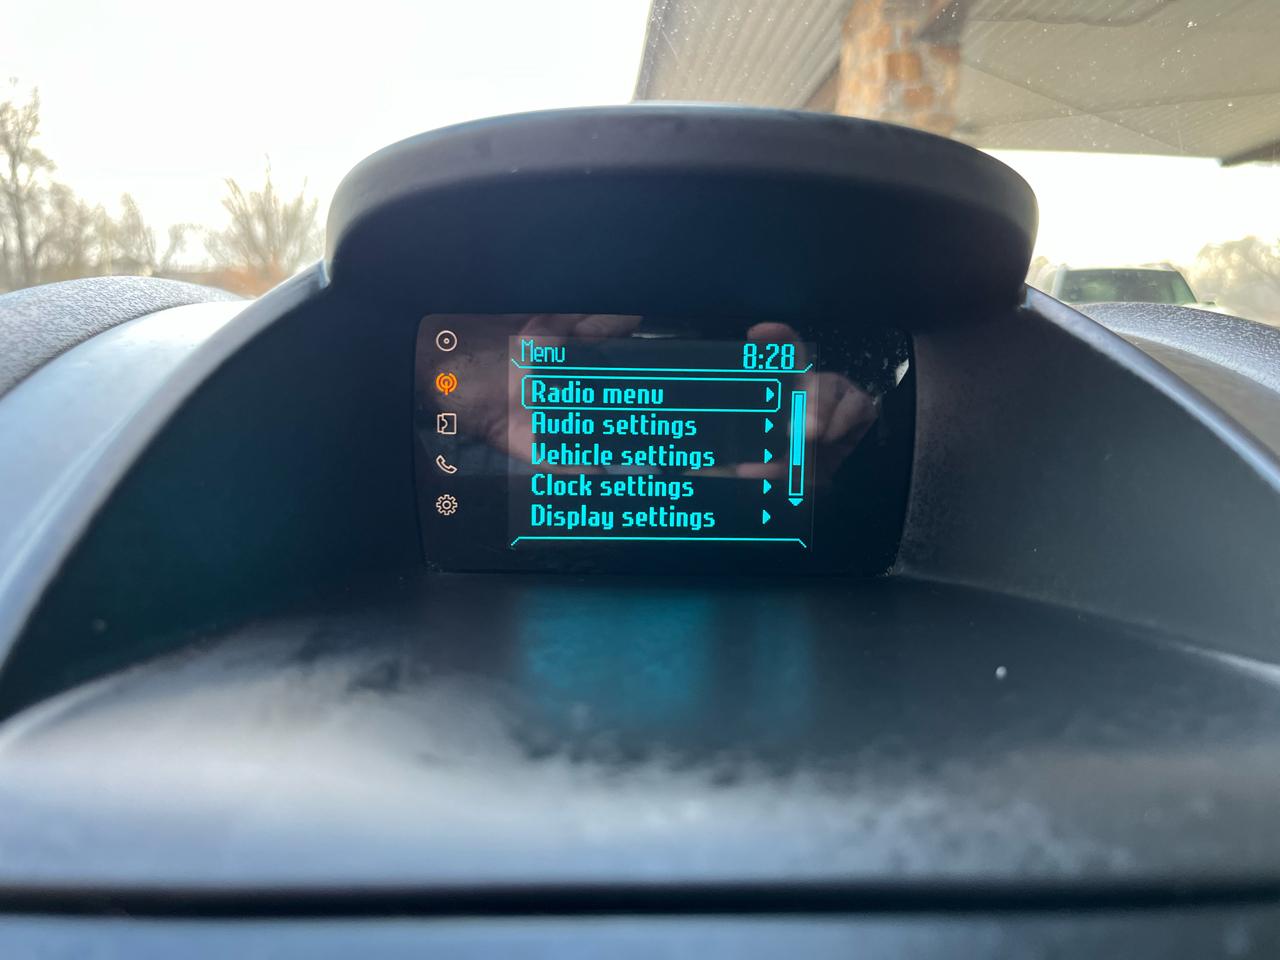 Menu 8:28
Radio menu
Audio settings
Vehicle settings
Clock settings
Display settings